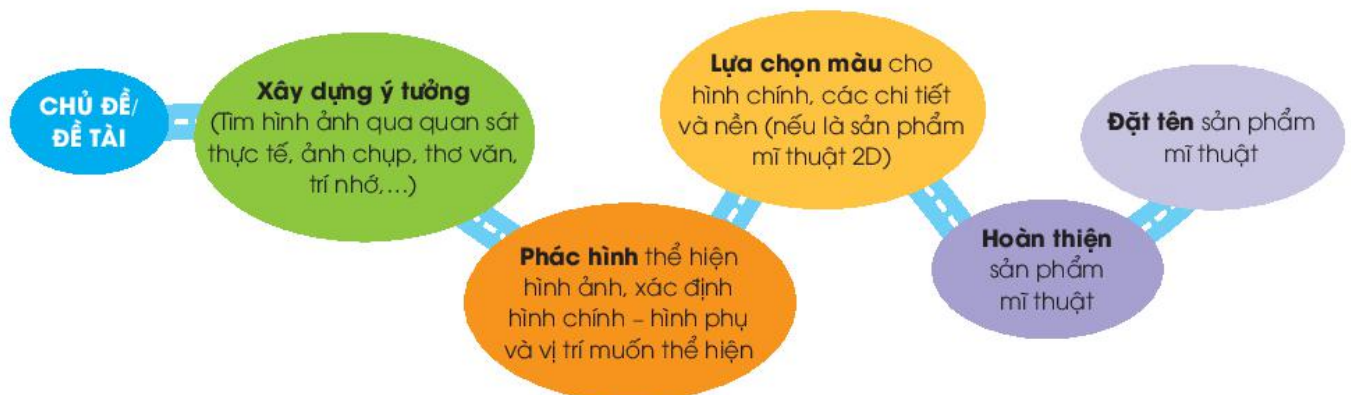 CHỦ ĐỀ/
ĐỀ TÀI
Xây dựng ý tưởng
(Tìm hình ảnh qua quan sát
thực tế, ảnh chụp, thơ văn,
trí nhớ,...)
Phác hình thể hiện
hình ảnh, xác định
hình chính – hình phụ
và vị trí muốn thể hiện
Lựa chọn màu cho
hình chính, các chi tiết
và nền (nếu là sản phẩm
mĩ thuật 2D)
Hoàn thiện
sản phẩm
mĩ thuật
Đặt tên sản phẩm
mĩ thuật